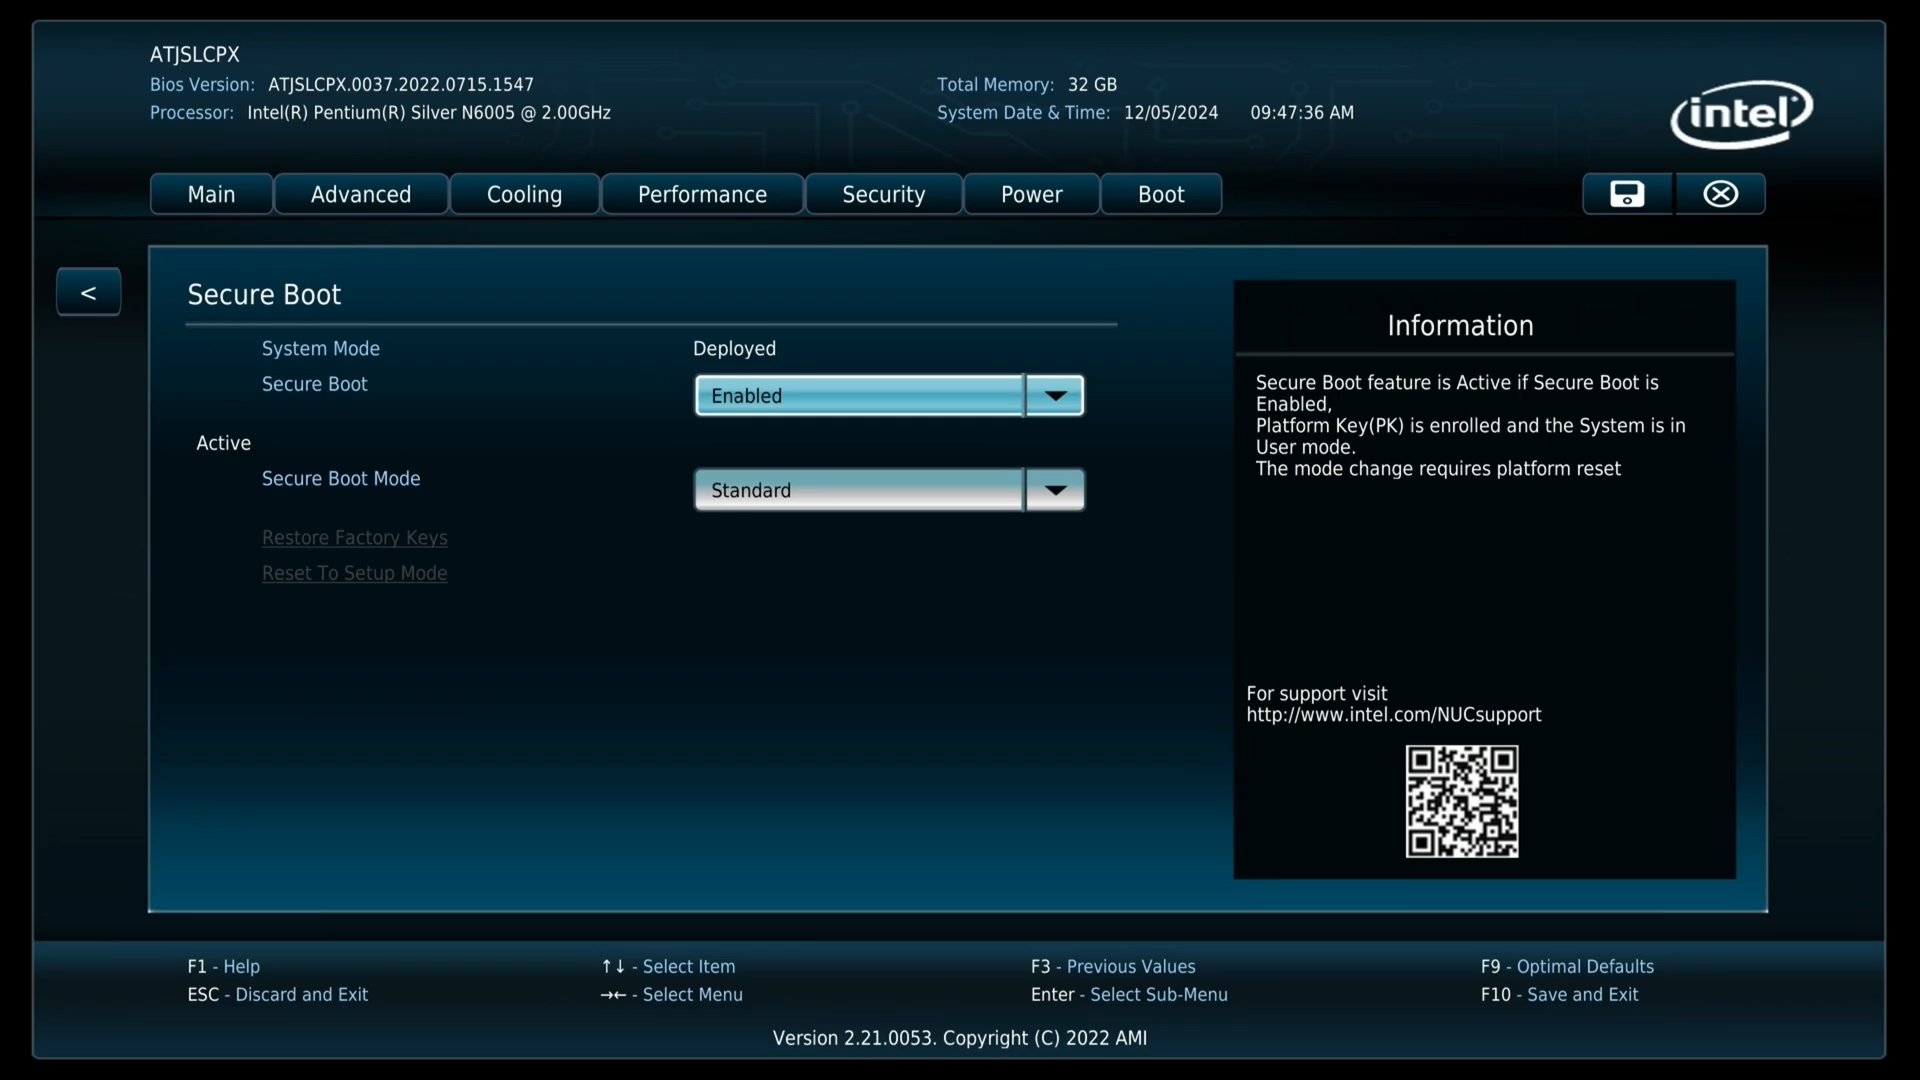 ATJSLCPX
Bios Version: ATJSLCPX.0037.2022.0715.1547
Processor: Intel(R) Pentium(R) Silver N6005 @ 2.00GHz
Total Memory: 32 GB
System Date & Time: 12/05/2024 09:47:36 AM
intel
Main Advanced Cooling Performance Security Power Boot
<
Secure Boot
System Mode Deployed
Secure Boot Enabled
Active
Secure Boot Mode Standard
Restore Factory Keys
Reset To Setup Mode
Information
Secure Boot feature is Active if Secure Boot is
Enabled,
Platform Key(PK) is enrolled and the System is in
User mode.
The mode change requires platform reset
For support visit
http://www.intel.com/NUCsupport
F1 - Help ↑↓ - Select Item F3 - Previous Values F9 - Optimal Defaults
ESC - Discard and Exit →← - Select Menu Enter - Select Sub-Menu F10 - Save and Exit
Version 2.21.0053. Copyright (C) 2022 AMI